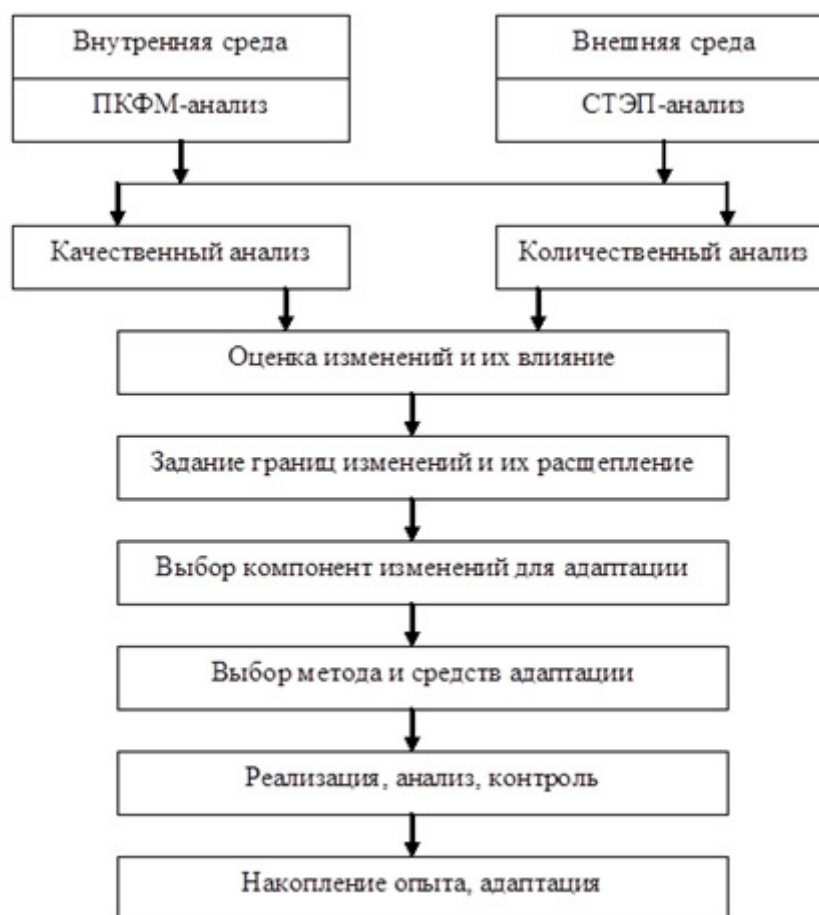 Внутренняя среда
Внешняя среда
ПКФМ-анализ
СТЭП-анализ
Качественный анализ
Количественный анализ
Оценка изменений и их влияние
Задание границ изменений и их расщепление
Выбор компонент изменений для адаптации
Выбор метода и средств адаптации
Реализация, анализ, контроль
Накопление опыта, адаптация